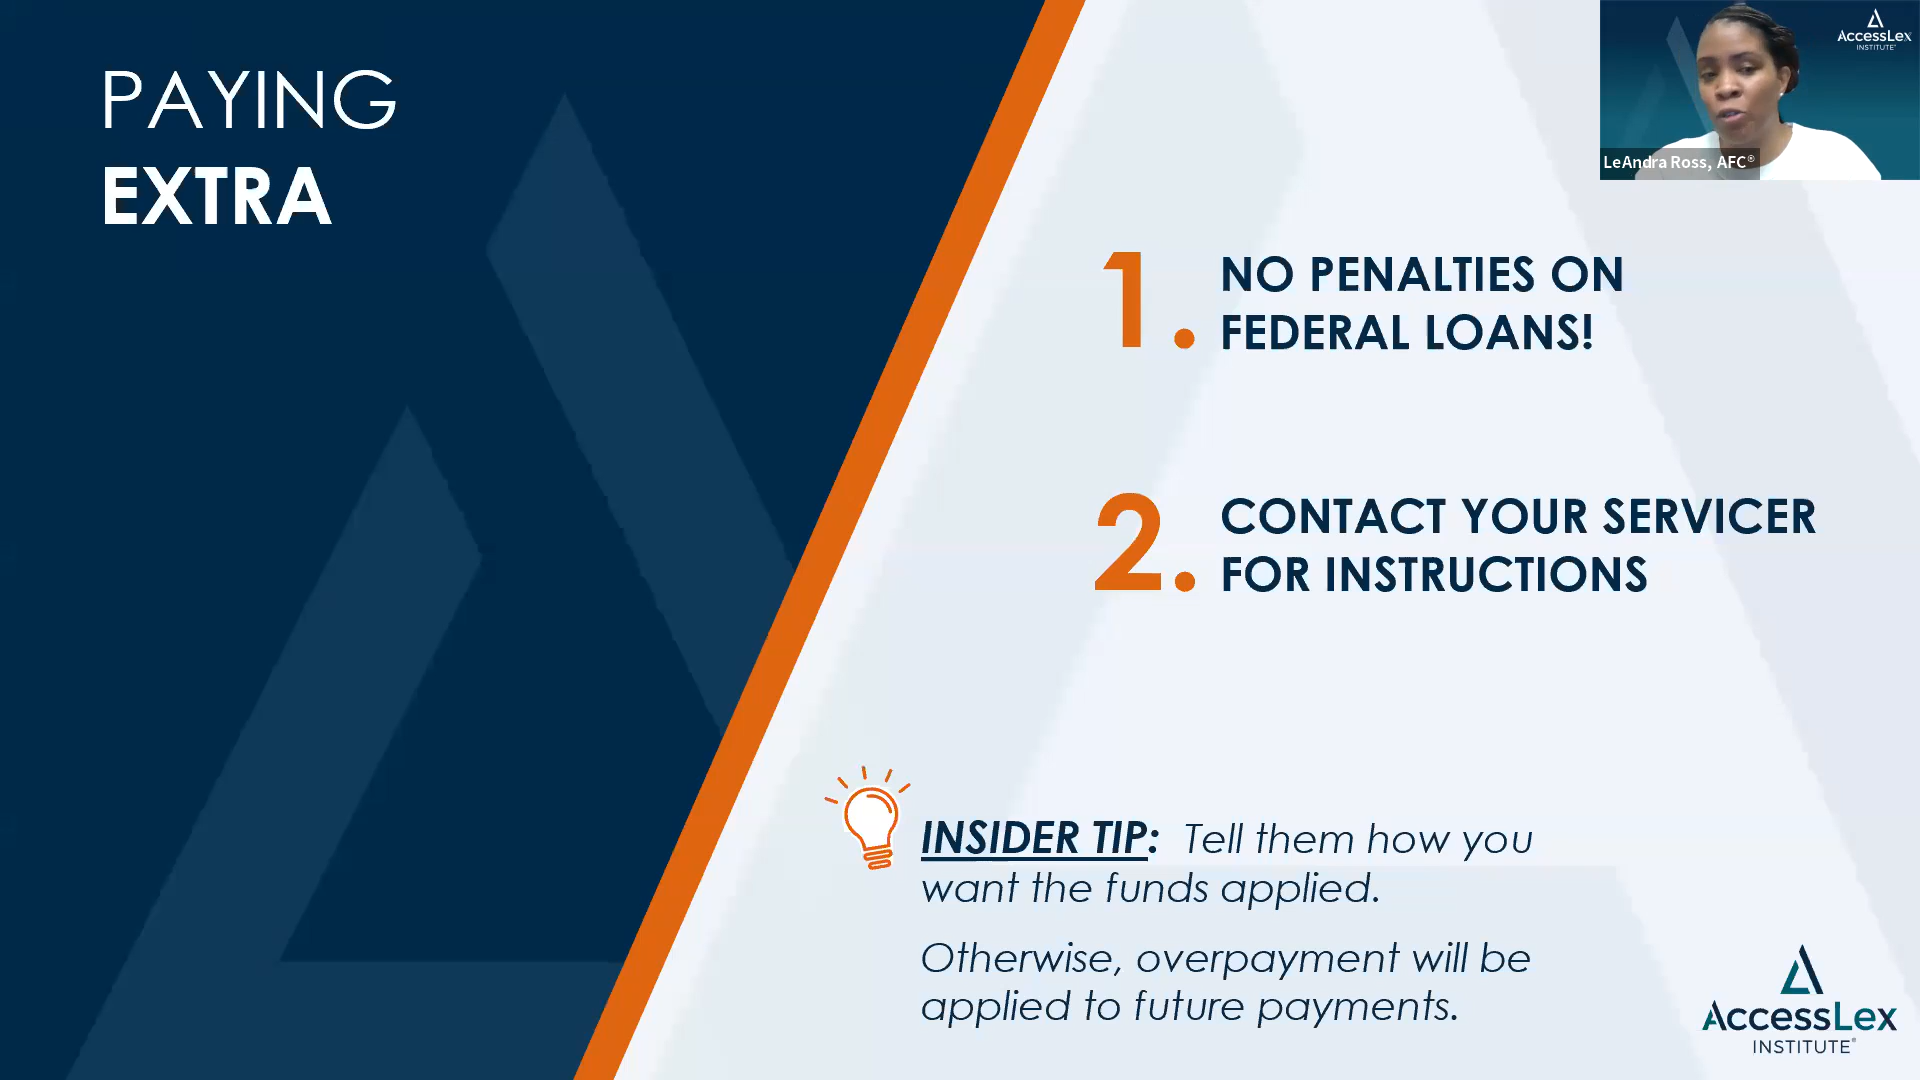 PAYING
EXTRA
AccessLex
INSTITUTE®
LeAndra Ross, AFC®
1. NO PENALTIES ON
FEDERAL LOANS!
2. CONTACT YOUR SERVICER
FOR INSTRUCTIONS
INSIDER TIP: Tell them how you
want the funds applied.
Otherwise, overpayment will be
applied to future payments.
AccessLex
INSTITUTE®